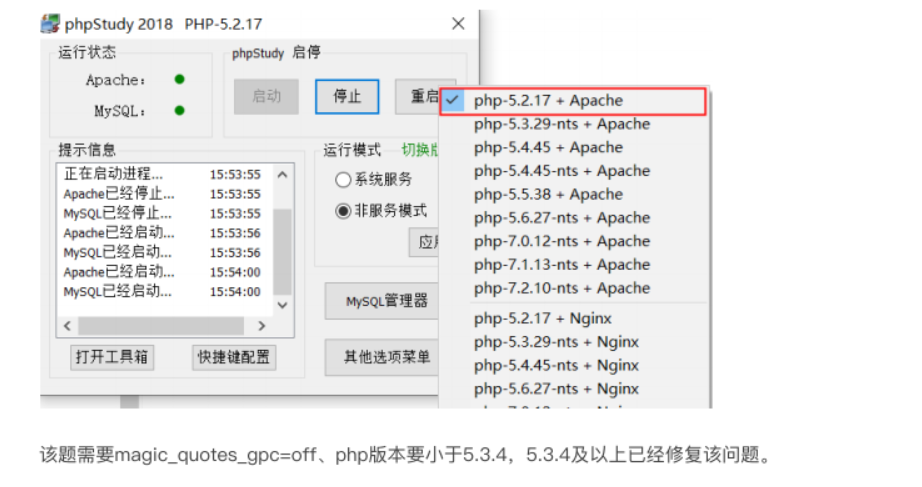 phpStudy 2018 PHP-5.2.17
运行状态
Apache:
MySQL:
phpStudy 启停
启动
停止
重启
提示信息
正在启动进程... 15:53:55
Apache已经停止... 15:53:55
MySQL已经停止... 15:53:55
Apache已经启动... 15:53:56
MySQL已经启动... 15:53:56
Apache已经启动... 15:54:00
MySQL已经启动... 15:54:00
打开工具箱
快捷键配置
运行模式 切换版
系统服务
非服务模式
应用
MySQL管理器
其他选项菜单
php-5.2.17 + Apache
php-5.3.29-nts + Apache
php-5.4.45 + Apache
php-5.4.45-nts + Apache
php-5.5.38 + Apache
php-5.6.27-nts + Apache
php-7.0.12-nts + Apache
php-7.1.13-nts + Apache
php-7.2.10-nts + Apache
php-5.2.17 + Nginx
php-5.3.29-nts + Nginx
php-5.4.45-nts + Nginx
php-5.6.27-nts + Nginx
该题需要magic_quotes_gpc=off、php版本要小于5.3.4，5.3.4及以上已经修复该问题。